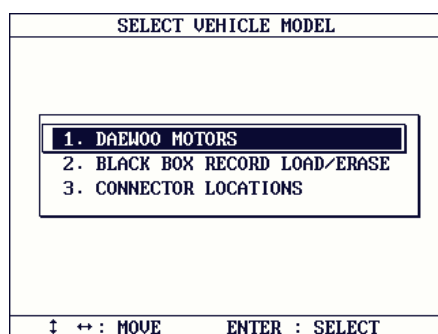 SELECT VEHICLE MODEL
1. DAEWOO MOTORS
2. BLACK BOX RECORD LOAD/ERASE
3. CONNECTOR LOCATIONS
↕ ↔: MOVE ENTER : SELECT